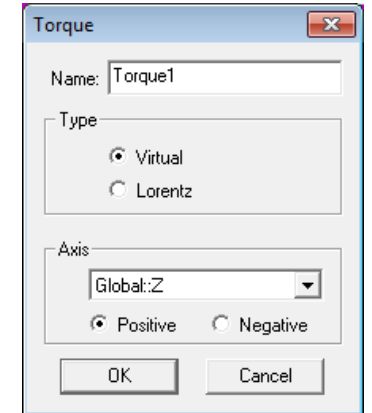 Torque
Name: Torque1
Type
Virtual
Lorentz
Axis
Global::Z
Positive Negative
OK Cancel